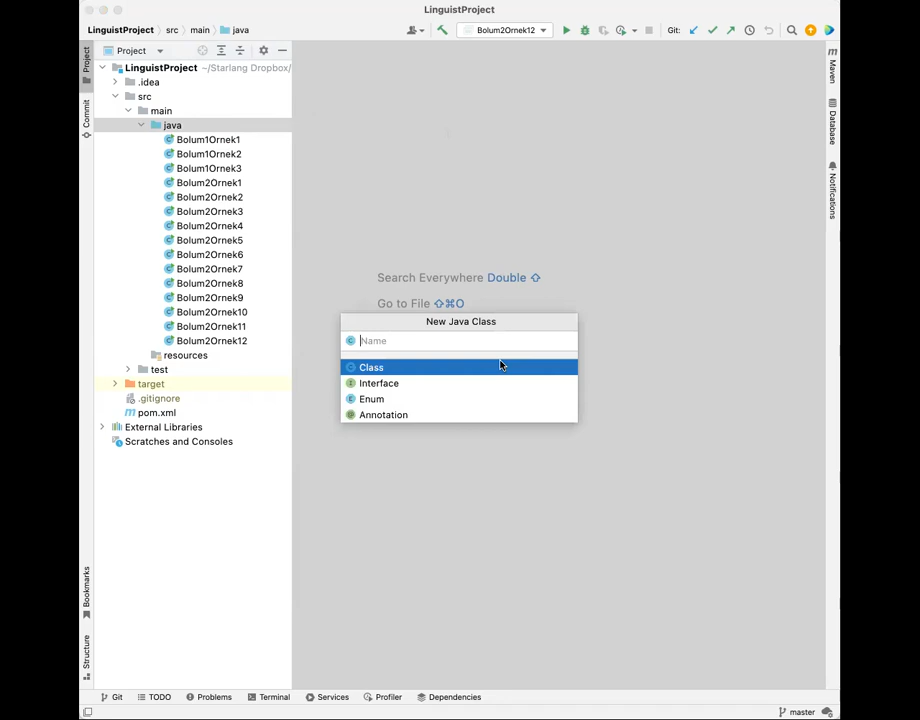 LinguistProject
LinguistProject
src
main
java
Bolum2Ornek12
Git:
Project
Project
LinguistProject ~/Starlang Dropbox/
.idea
src
main
java
Bolum1Ornek1
Bolum1Ornek2
Bolum1Ornek3
Bolum2Ornek1
Bolum2Ornek2
Bolum2Ornek3
Bolum2Ornek4
Bolum2Ornek5
Bolum2Ornek6
Bolum2Ornek7
Bolum2Ornek8
Bolum2Ornek9
Bolum2Ornek10
Bolum2Ornek11
Bolum2Ornek12
resources
test
target
.gitignore
pom.xml
External Libraries
Scratches and Consoles
Commit
Bookmarks
Structure
Search Everywhere Double ⇧
Go to File ⇧⌘O
New Java Class
Name
Class
Interface
Enum
Annotation
Maven
Database
Notifications
Git
TODO
Problems
Terminal
Services
Profiler
Dependencies
master